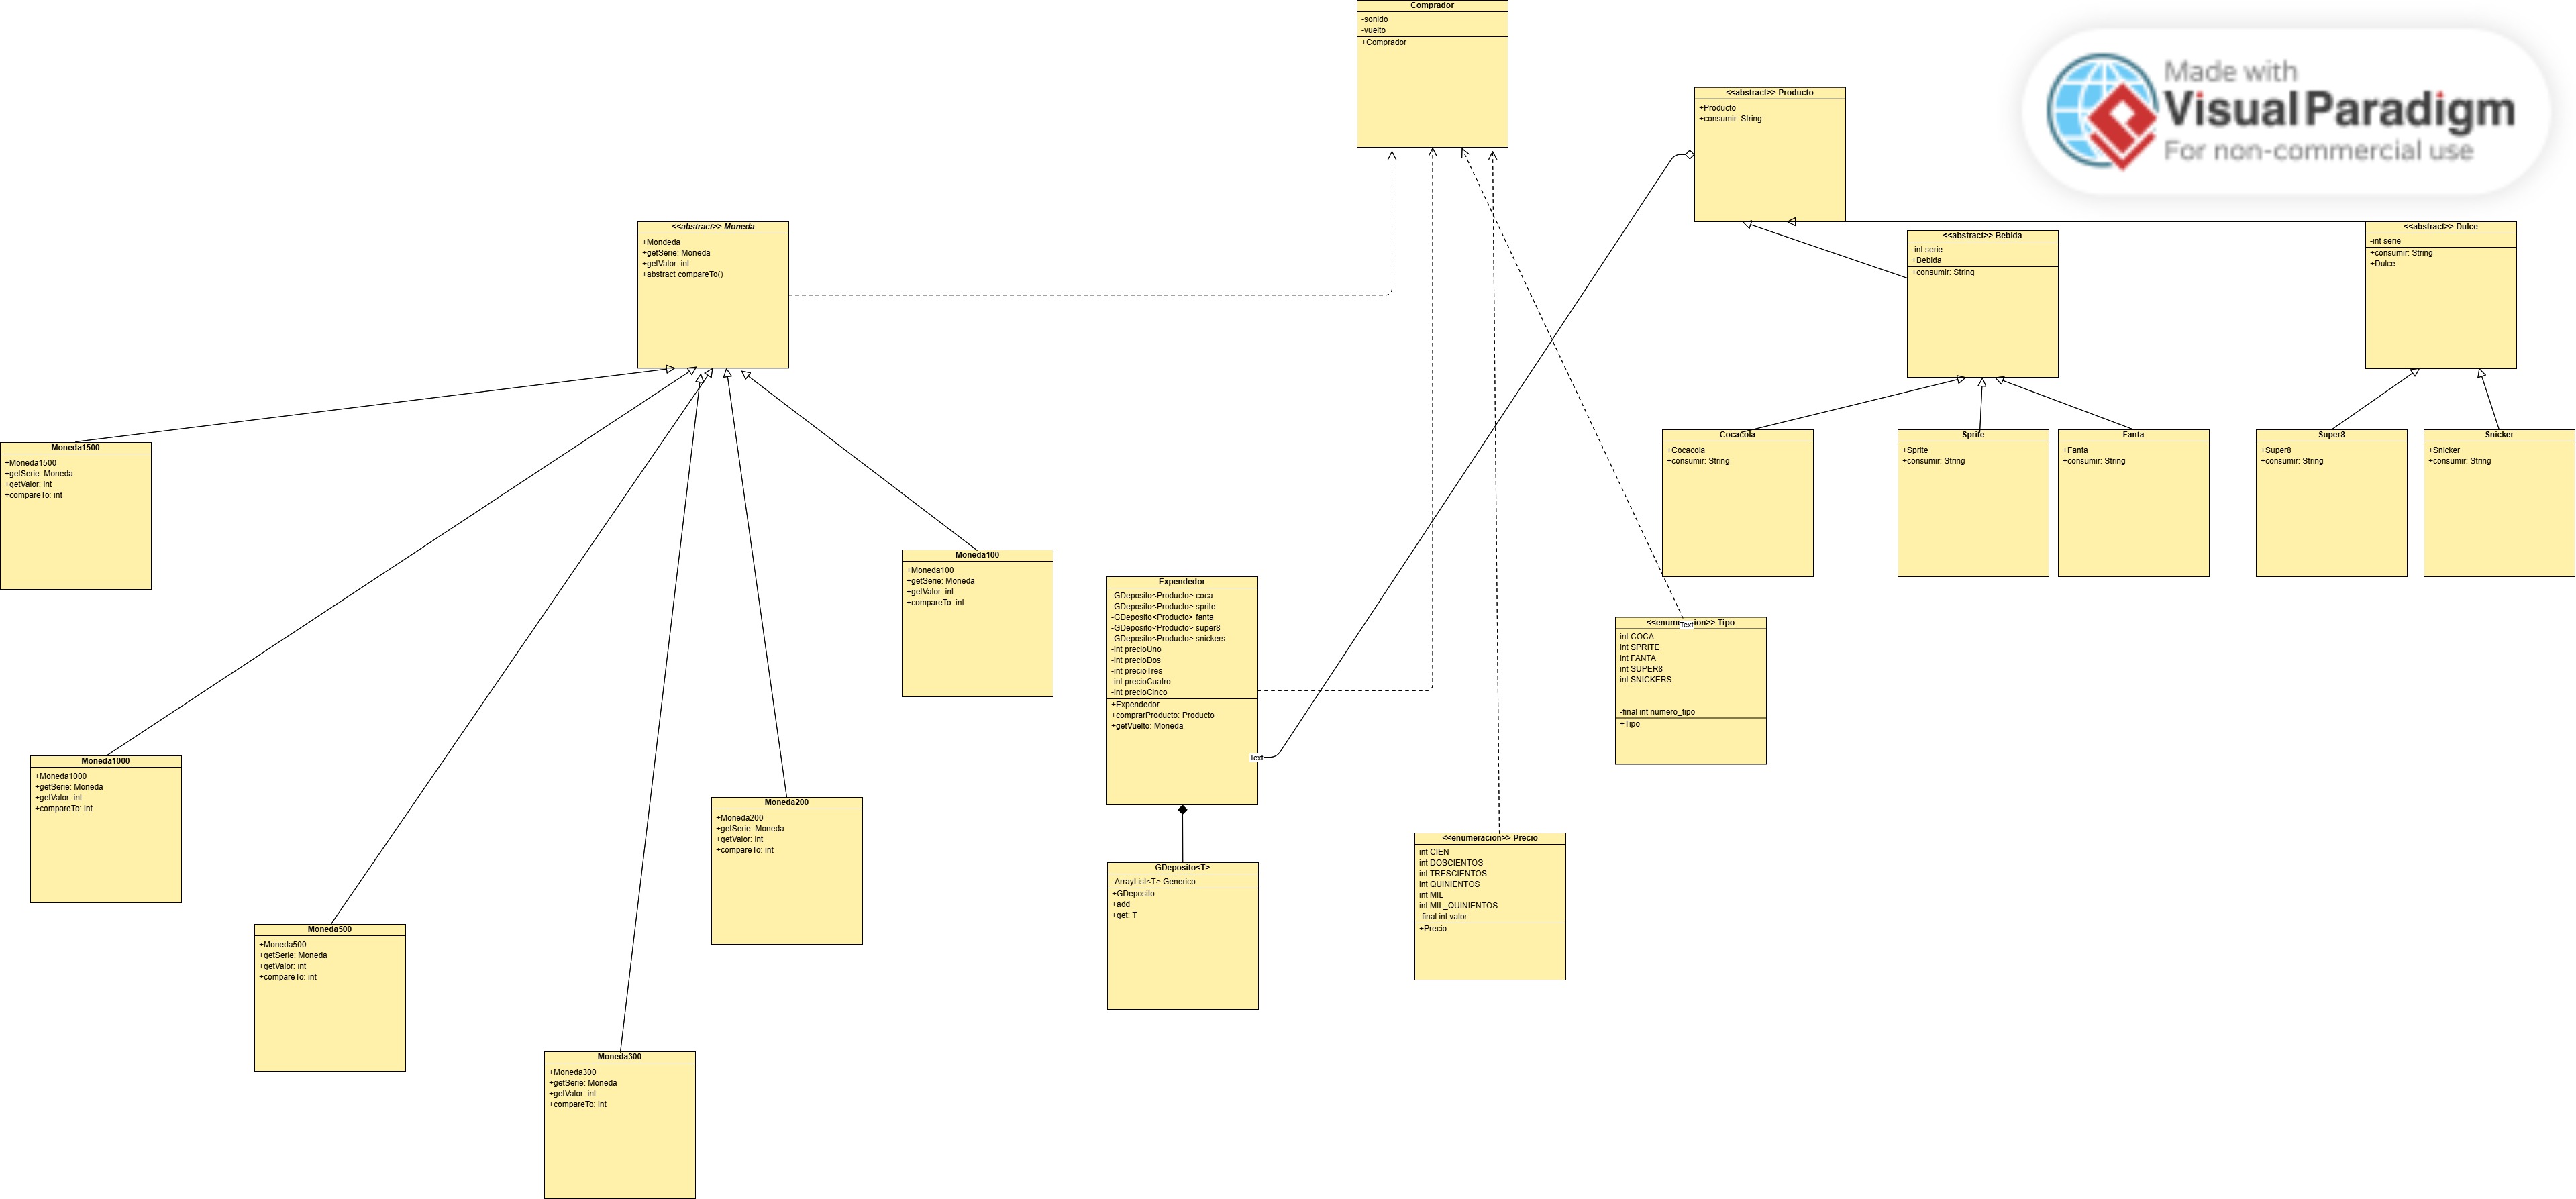 Comprador
-sonido
-vuelto
+Comprador
Made with
Visual Paradigm
For non-commercial use
<<abstract>> Producto
+Producto
+consumir: String
<<abstract>> Moneda
+Mondeda
+getSerie: Moneda
+getValor: int
+abstract compareTo()
<<abstract>> Bebida
-int serie
+Bebida
+consumir: String
<<abstract>> Dulce
-int serie
+consumir: String
+Dulce
Moneda1500
+Moneda1500
+getSerie: Moneda
+getValor: int
+compareTo: int
Cocacola
+Cocacola
+consumir: String
Sprite
+Sprite
+consumir: String
Fanta
+Fanta
+consumir: String
Super8
+Super8
+consumir: String
Snicker
+Snicker
+consumir: String
Moneda100
+Moneda100
+getSerie: Moneda
+getValor: int
+compareTo: int
Expendedor
-GDeposito<Producto> coca
-GDeposito<Producto> sprite
-GDeposito<Producto> fanta
-GDeposito<Producto> super8
-GDeposito<Producto> snickers
-int precioUno
-int precioDos
-int precioTres
-int precioCuatro
-int precioCinco
+Expendedor
+comprarProducto: Producto
+getVuelto: Moneda
Text
Text
Tipo
int COCA
int SPRITE
int FANTA
int SUPER8
int SNICKERS
-final int numero_tipo
+Tipo
Moneda1000
+Moneda1000
+getSerie: Moneda
+getValor: int
+compareTo: int
Moneda200
+Moneda200
+getSerie: Moneda
+getValor: int
+compareTo: int
<<enumeracion>> Precio
int CIEN
int DOSCIENTOS
int TRESCIENTOS
int QUINIENTOS
int MIL
int MIL_QUINIENTOS
-final int valor
+Precio
GDeposito<T>
-ArrayList<T> Generico
+GDeposito
+add
+get: T
Moneda500
+Moneda500
+getSerie: Moneda
+getValor: int
+compareTo: int
Moneda300
+Moneda300
+getSerie: Moneda
+getValor: int
+compareTo: int